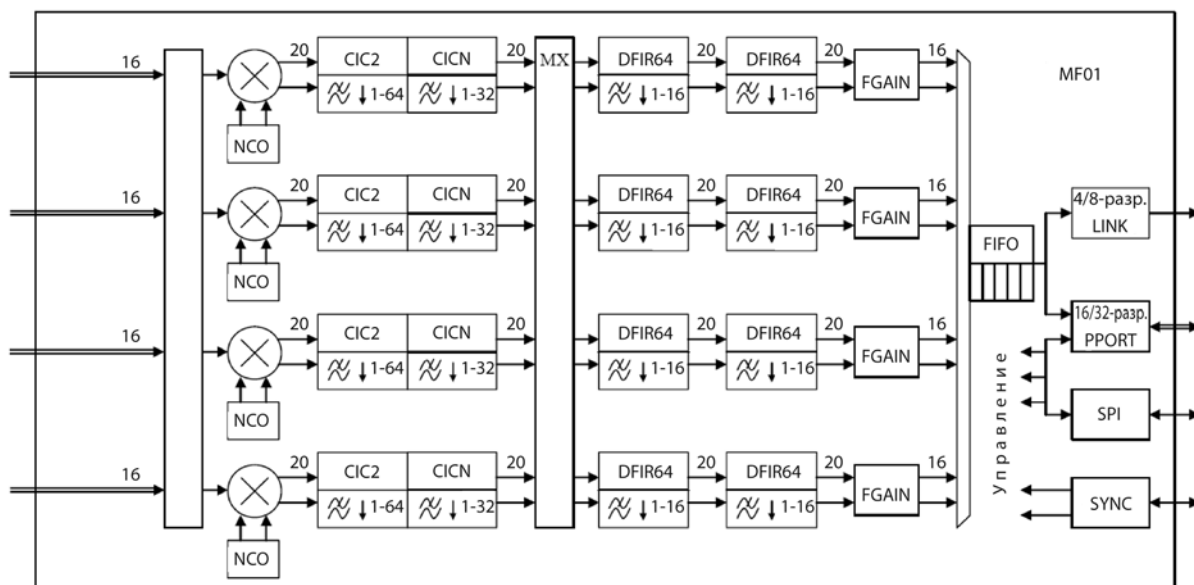 MF01
16
20
CIC2
CICN
20
MX
DFIR64
20
DFIR64
20
16
1-64
1-32
1-16
1-16
FGAIN
NCO
16
20
CIC2
CICN
20
DFIR64
20
DFIR64
20
16
1-64
1-32
1-16
1-16
FGAIN
NCO
4/8-разр.
LINK
FIFO
16/32-разр.
PPORT
16
20
CIC2
CICN
20
DFIR64
20
DFIR64
20
16
1-64
1-32
1-16
1-16
FGAIN
NCO
Управление
SPI
16
20
CIC2
CICN
20
DFIR64
20
DFIR64
20
16
1-64
1-32
1-16
1-16
FGAIN
NCO
SYNC